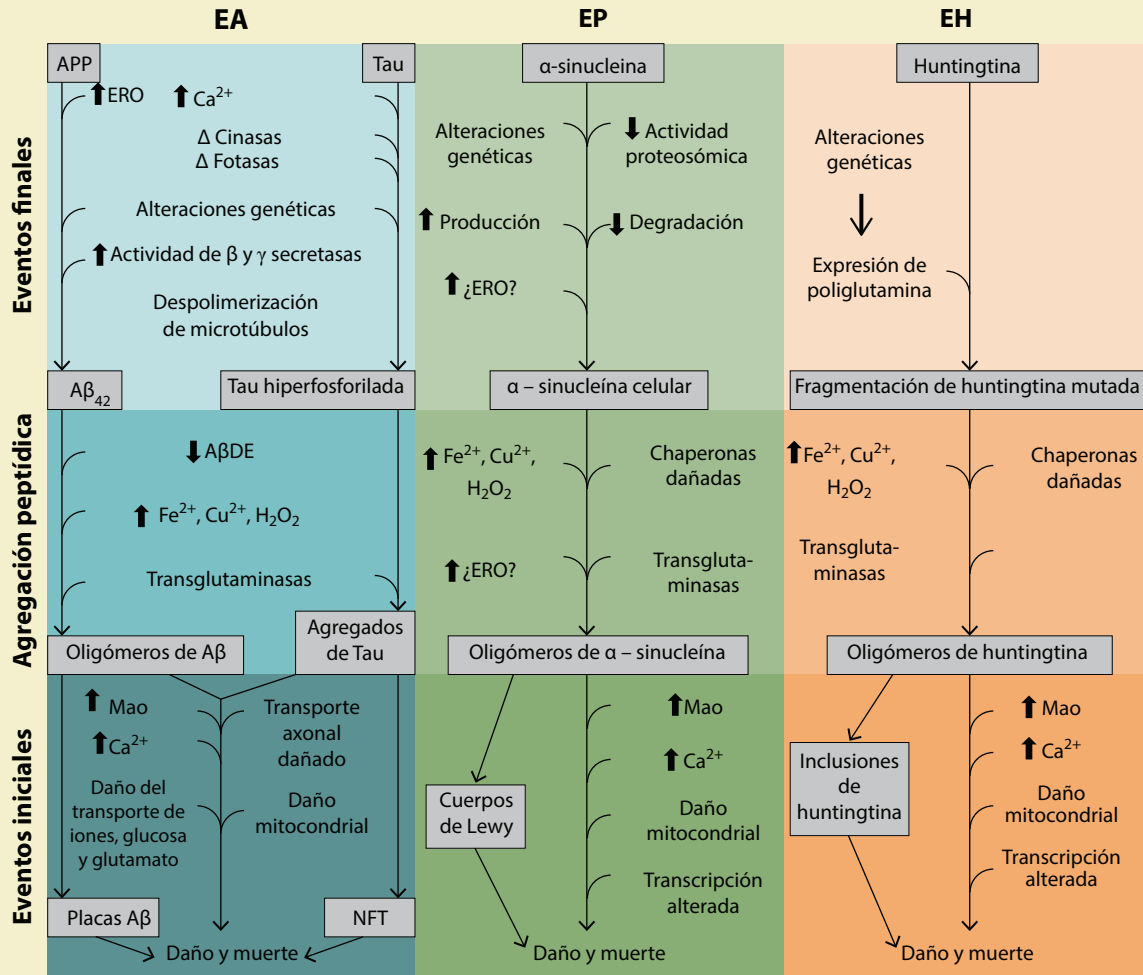 EA
EP
EH
Eventos finales
APP
Tau
⬆ERO
⬆Ca²⁺
Δ Cinasas
Δ Fotasas
Alteraciones genéticas
⬆Actividad de β y γ secretasas
Despolimerización
de microtúbulos
Aβ₄₂
Tau hiperfosforilada
α-sinucleina
Alteraciones
genéticas
⬇Actividad
proteosómica
⬆Producción
⬇Degradación
⬆¿ERO?
α – sinucleína celular
Huntingtina
Alteraciones
genéticas
Expresión de
poliglutamina
Fragmentación de huntingtina mutada
Agregación peptídica
⬇AβDE
⬆Fe²⁺, Cu²⁺, H₂O₂
Transglutaminasas
Oligómeros de Aβ
Agregados
de Tau
⬆Fe²⁺, Cu²⁺,
H₂O₂
Chaperonas
dañadas
⬆¿ERO?
Transgluta-
minasas
Oligómeros de α – sinucleína
⬆Fe²⁺, Cu²⁺,
H₂O₂
Chaperonas
dañadas
Transgluta-
minasas
Oligómeros de huntingtina
Eventos iniciales
⬆Mao
⬆Ca²⁺
Transporte
axonal
dañado
Daño del
transporte de
iones, glucosa
y glutamato
Daño
mitocondrial
Placas Aβ
NFT
Daño y muerte
Cuerpos
de Lewy
⬆Mao
⬆Ca²⁺
Daño
mitocondrial
Transcripción
alterada
Daño y muerte
Inclusiones
de
huntingtina
⬆Mao
⬆Ca²⁺
Daño
mitocondrial
Transcripción
alterada
Daño y muerte